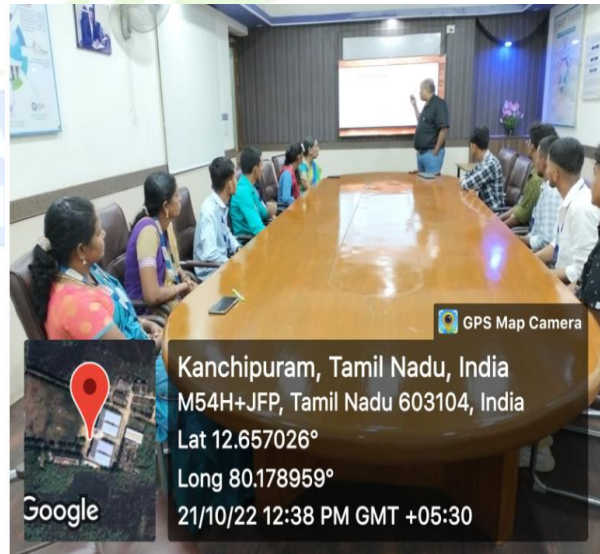 GPS Map Camera
Kanchipuram, Tamil Nadu, India
M54H+JFP, Tamil Nadu 603104, India
Lat 12.657026°
Long 80.178959°
21/10/22 12:38 PM GMT +05:30
Google